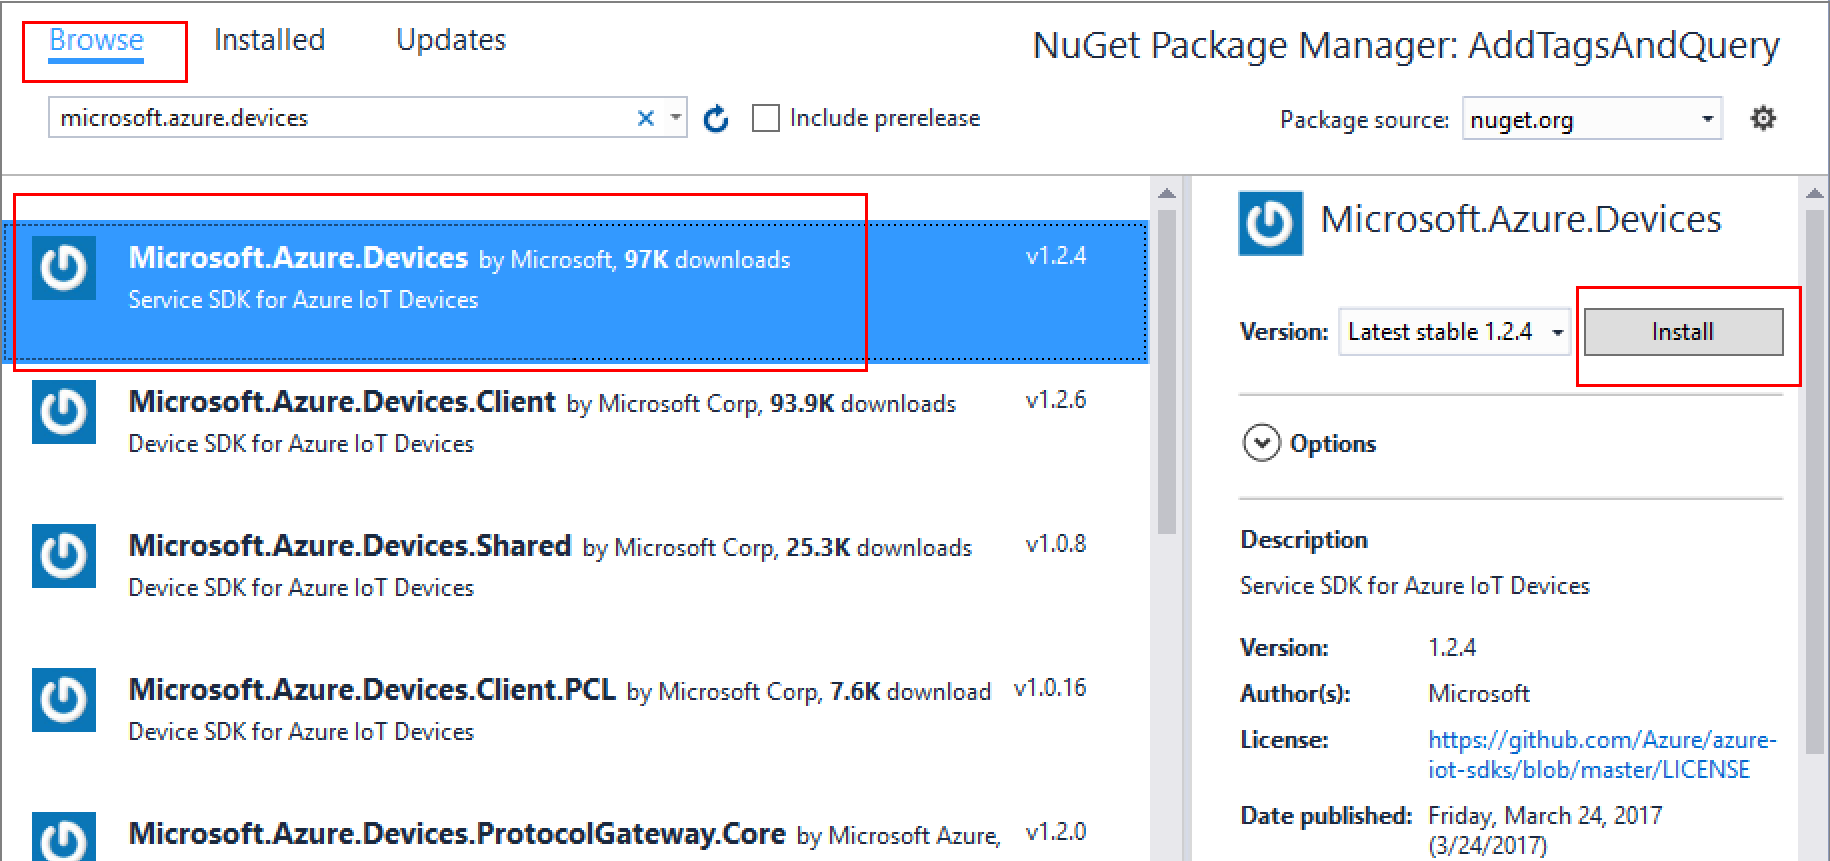 Browse Installed Updates
NuGet Package Manager: AddTagsAndQuery
microsoft.azure.devices
Include prerelease
Package source: nuget.org
Microsoft.Azure.Devices by Microsoft, 97K downloads v1.2.4
Service SDK for Azure IoT Devices
Microsoft.Azure.Devices.Client by Microsoft Corp, 93.9K downloads v1.2.6
Device SDK for Azure IoT Devices
Microsoft.Azure.Devices.Shared by Microsoft Corp, 25.3K downloads v1.0.8
Device SDK for Azure IoT Devices
Microsoft.Azure.Devices.Client.PCL by Microsoft Corp, 7.6K download v1.0.16
Device SDK for Azure IoT Devices
Microsoft.Azure.Devices.ProtocolGateway.Core by Microsoft Azure, v1.2.0
Microsoft.Azure.Devices
Version: Latest stable 1.2.4 Install
Options
Description
Service SDK for Azure IoT Devices
Version: 1.2.4
Author(s): Microsoft
License: https://github.com/Azure/azure-
iot-sdks/blob/master/LICENSE
Date published: Friday, March 24, 2017
(3/24/2017)